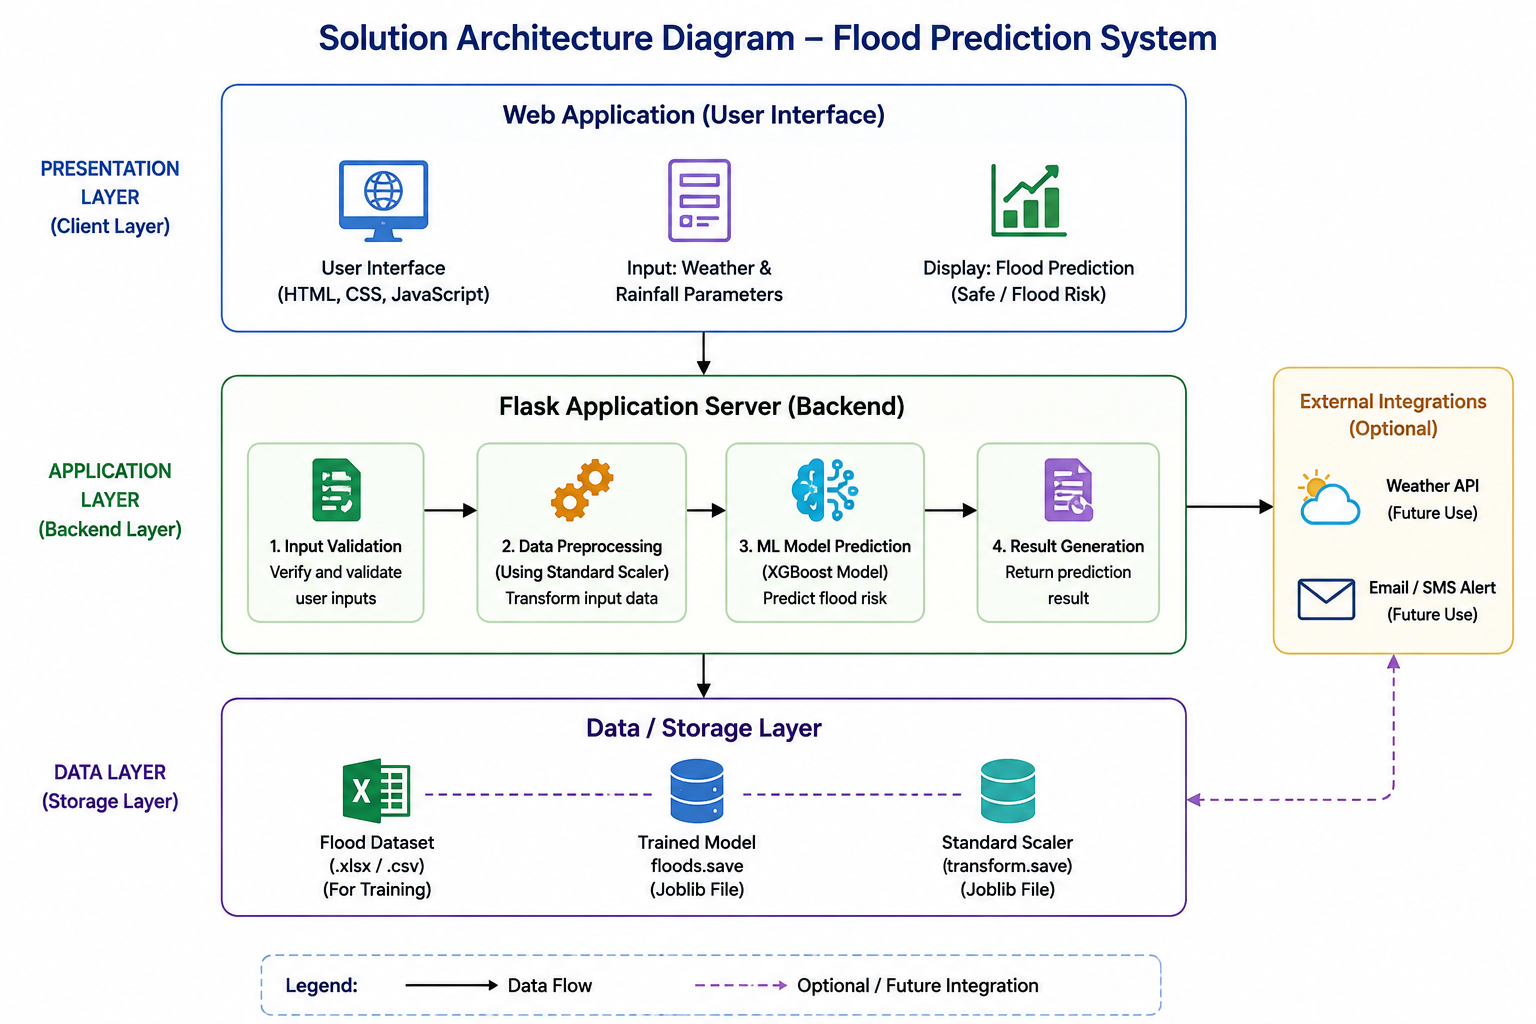 Solution Architecture Diagram – Flood Prediction System
PRESENTATION
LAYER
(Client Layer)
Web Application (User Interface)
User Interface
(HTML, CSS, JavaScript)
Input: Weather &
Rainfall Parameters
Display: Flood Prediction
(Safe / Flood Risk)
APPLICATION
LAYER
(Backend Layer)
Flask Application Server (Backend)
1. Input Validation
Verify and validate
user inputs
2. Data Preprocessing
(Using Standard Scaler)
Transform input data
3. ML Model Prediction
(XGBoost Model)
Predict flood risk
4. Result Generation
Return prediction
result
External Integrations
(Optional)
Weather API
(Future Use)
Email / SMS Alert
(Future Use)
DATA LAYER
(Storage Layer)
Data / Storage Layer
X
Flood Dataset
(.xlsx / .csv)
(For Training)
Trained Model
floods.save
(Joblib File)
Standard Scaler
(transform.save)
(Joblib File)
Legend:
Data Flow
Optional / Future Integration